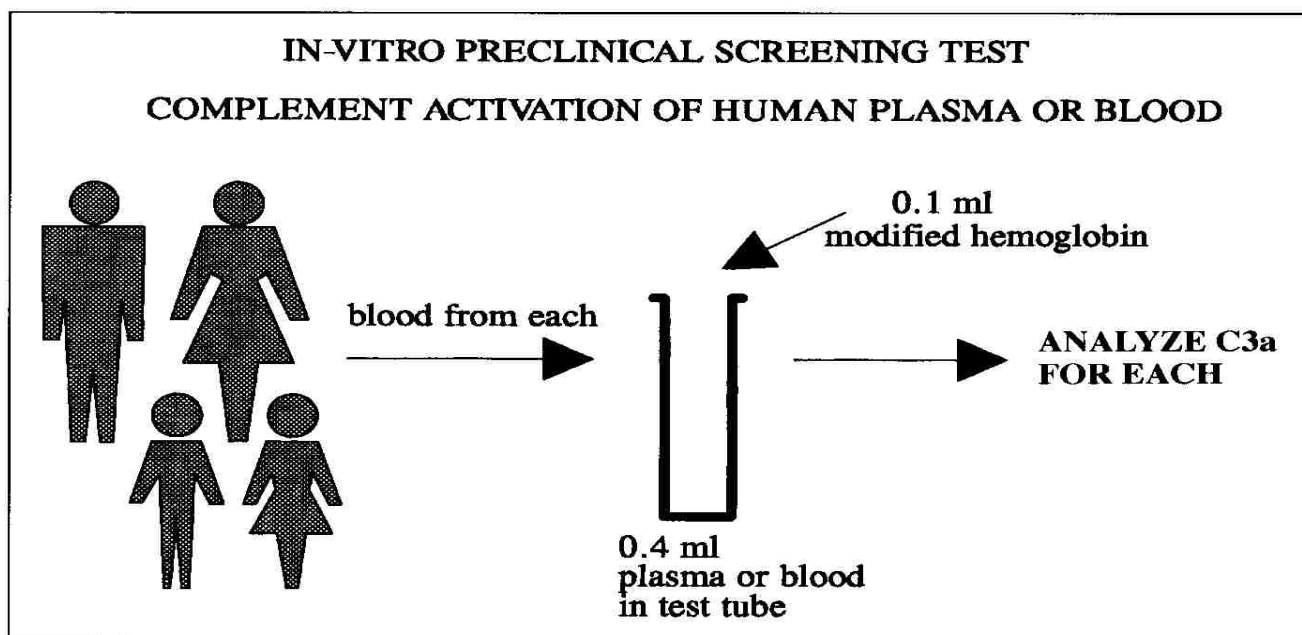 IN-VITRO PRECLINICAL SCREENING TEST
COMPLEMENT ACTIVATION OF HUMAN PLASMA OR BLOOD
0.1 ml
modified hemoglobin
blood from each
ANALYZE C3a
FOR EACH
0.4 ml
plasma or blood
in test tube